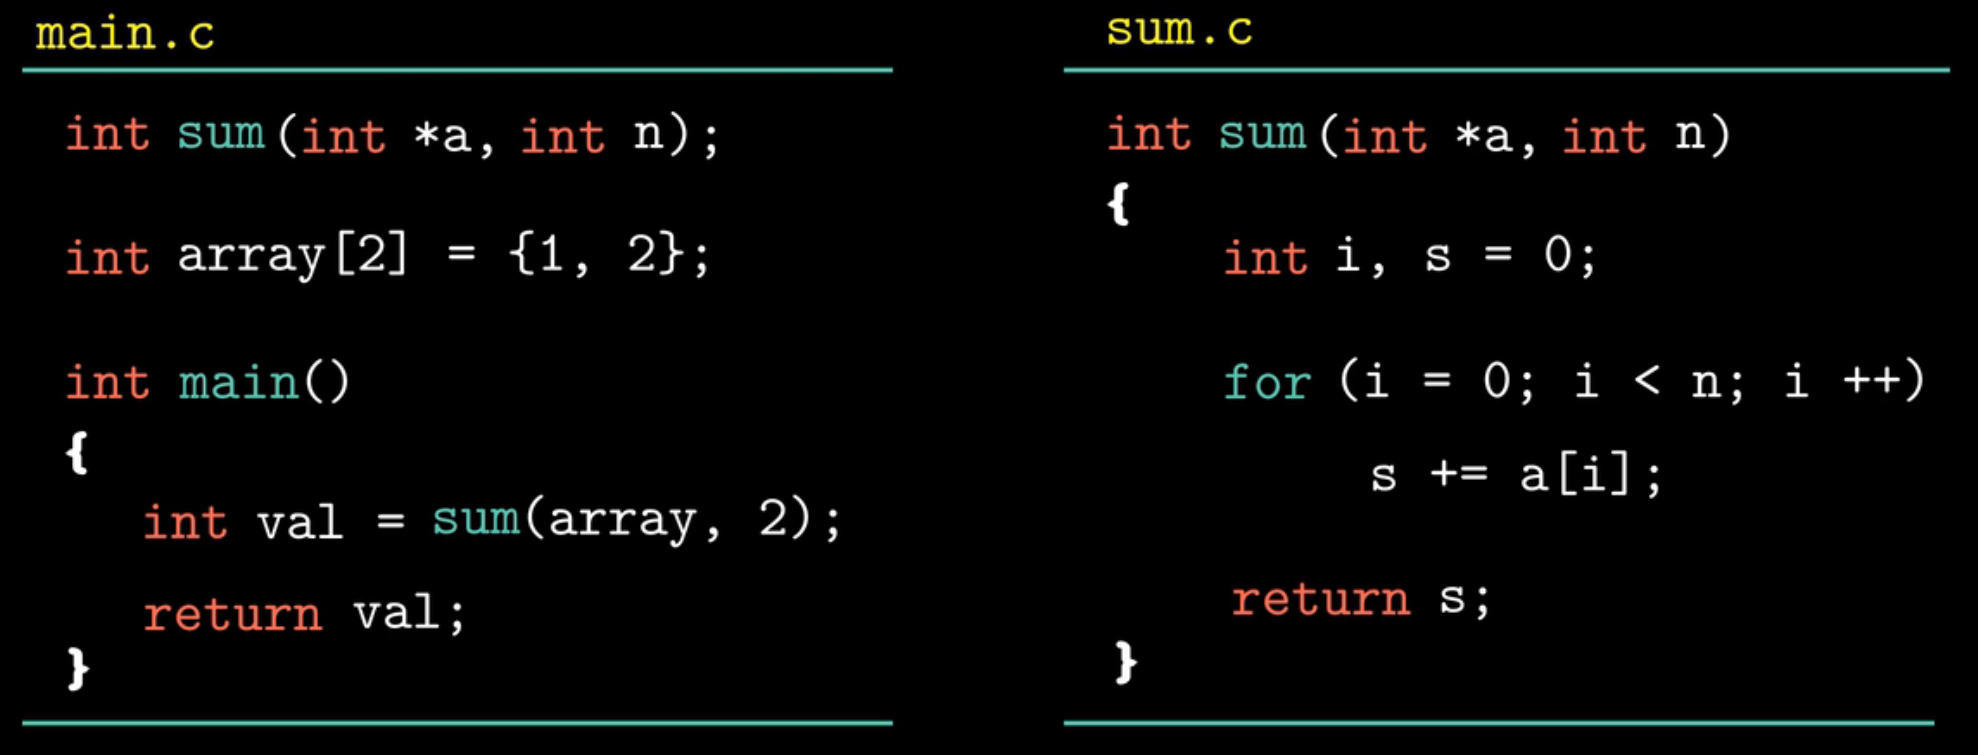 main.c
int sum(int *a, int n);
int array[2] = {1, 2};
int main()
{
int val = sum(array, 2);
return val;
}
sum.c
int sum(int *a, int n)
{
int i, s = 0;
for (i = 0; i < n; i ++)
s += a[i];
return s;
}